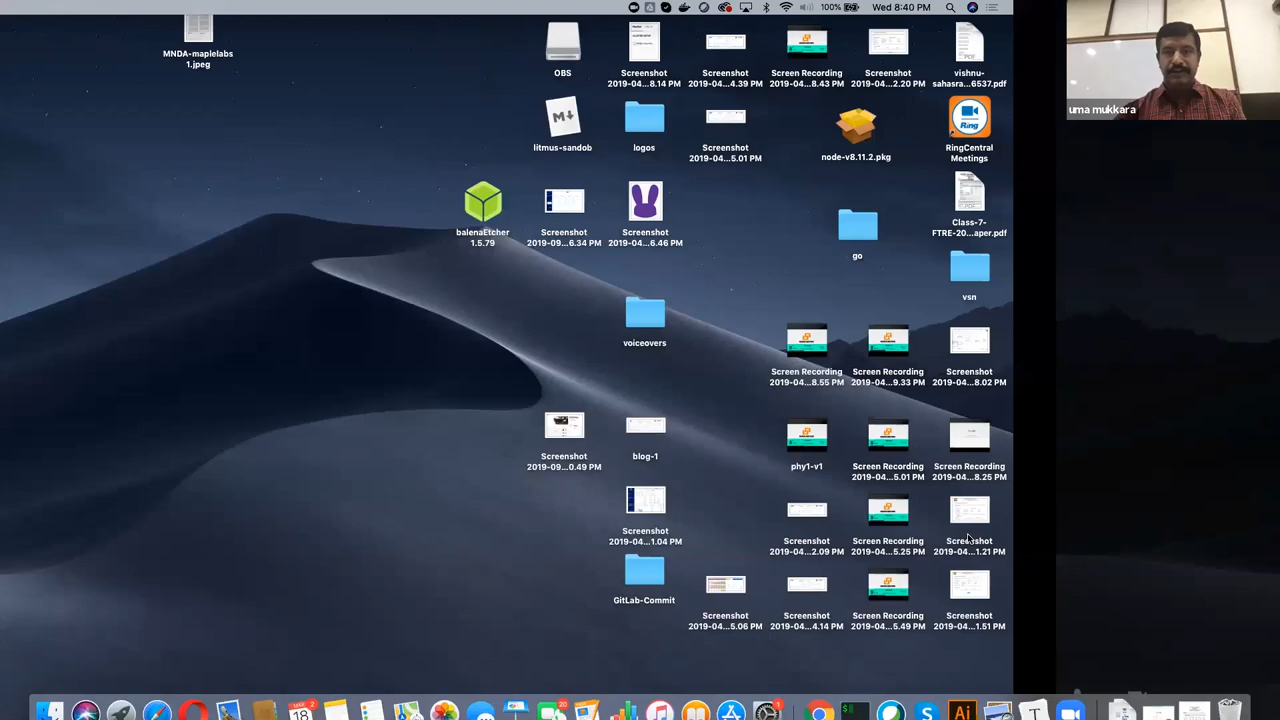 100% Wed 8:40 PM
MNDA-maplelabs
1.jpeg
OBS
Screenshot
2019-04...8.14 PM
Screenshot
2019-04...4.39 PM
Screen Recording
2019-04...8.43 PM
Screenshot
2019-04...2.20 PM
vishnu-
sahasra...6537.pdf
uma mukkara
litmus-sandob
logos
Screenshot
2019-04...5.01 PM
node-v8.11.2.pkg
Ring
RingCentral
Meetings
balenaEtcher
1.5.79
Screenshot
2019-09...6.34 PM
Screenshot
2019-04...6.46 PM
go
PDF
Class-7-
FTRE-20...aper.pdf
vsn
voiceovers
Screen Recording
2019-04...8.55 PM
Screen Recording
2019-04...9.33 PM
Screenshot
2019-04...8.02 PM
Screenshot
2019-09...0.49 PM
blog-1
phy1-v1
Screen Recording
2019-04...5.01 PM
Screen Recording
2019-04...8.25 PM
Screenshot
2019-04...1.04 PM
Screenshot
2019-04...2.09 PM
Screen Recording
2019-04...5.25 PM
Screenshot
2019-04...1.21 PM
GitLab-Commit
Screenshot
2019-04...5.06 PM
Screenshot
2019-04...4.14 PM
Screen Recording
2019-04...5.49 PM
Screenshot
2019-04...1.51 PM
2
18
20
1
Ai